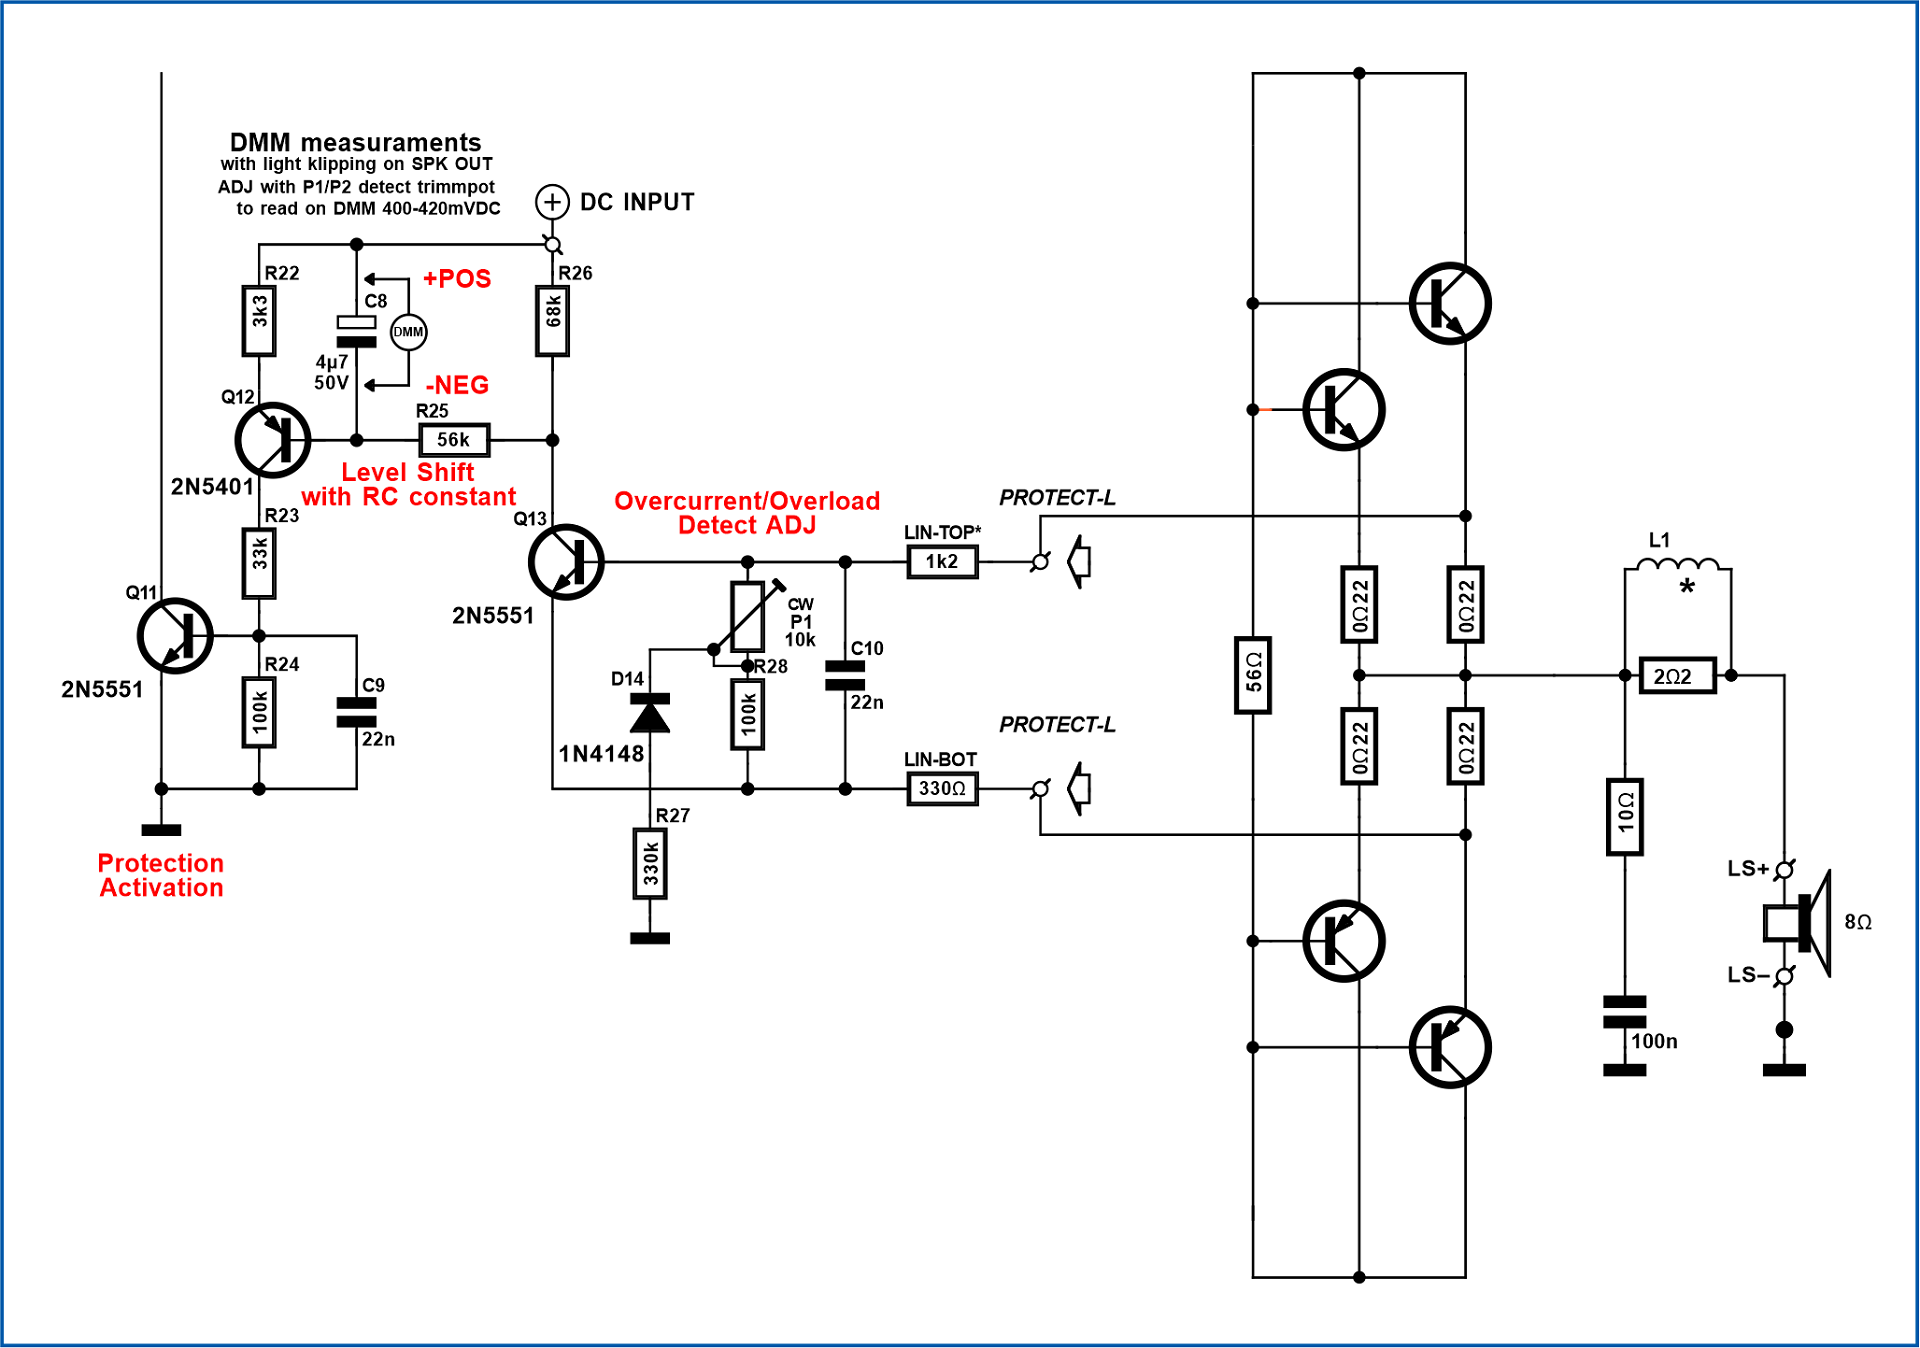 DMM measuraments
with light klipping on SPK OUT
ADJ with P1/P2 detect trimmpot
to read on DMM 400-420mVDC
+
DC INPUT
R22
3k3
C8
4µ7
50V
+POS
DMM
-NEG
R26
68k
Q12
2N5401
R25
56k
Level Shift
with RC constant
R23
33k
Q11
2N5551
R24
100k
C9
22n
Protection
Activation
Q13
2N5551
Overcurrent/Overload
Detect ADJ
CW
P1
10k
D14
1N4148
R28
100k
C10
22n
R27
330k
LIN-TOP*
1k2
PROTECT-L
LIN-BOT
330Ω
PROTECT-L
56Ω
0Ω22
0Ω22
0Ω22
0Ω22
L1
*
2Ω2
10Ω
100n
LS+
LS–
8Ω